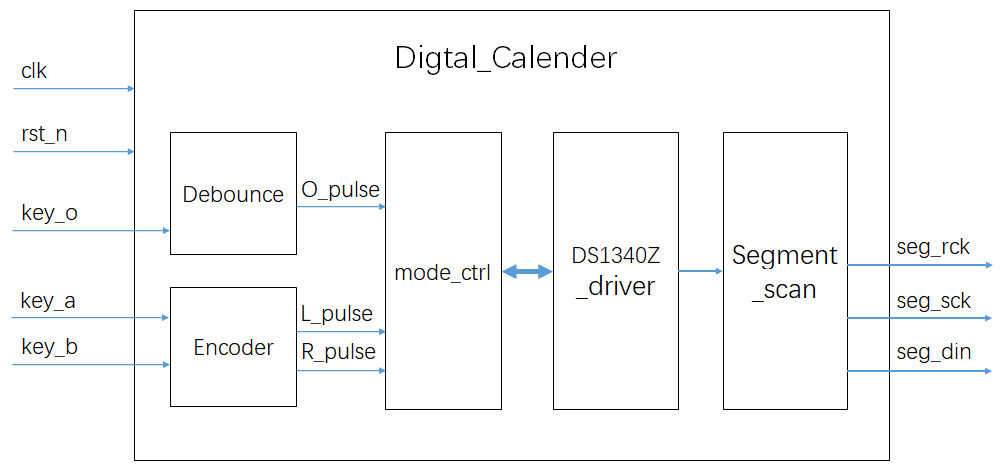 Digtal_Calender
clk
rst_n
key_o
key_a
key_b
Debounce
O_pulse
Encoder
L_pulse
R_pulse
mode_ctrl
DS1340Z
_driver
Segment
_scan
seg_rck
seg_sck
seg_din